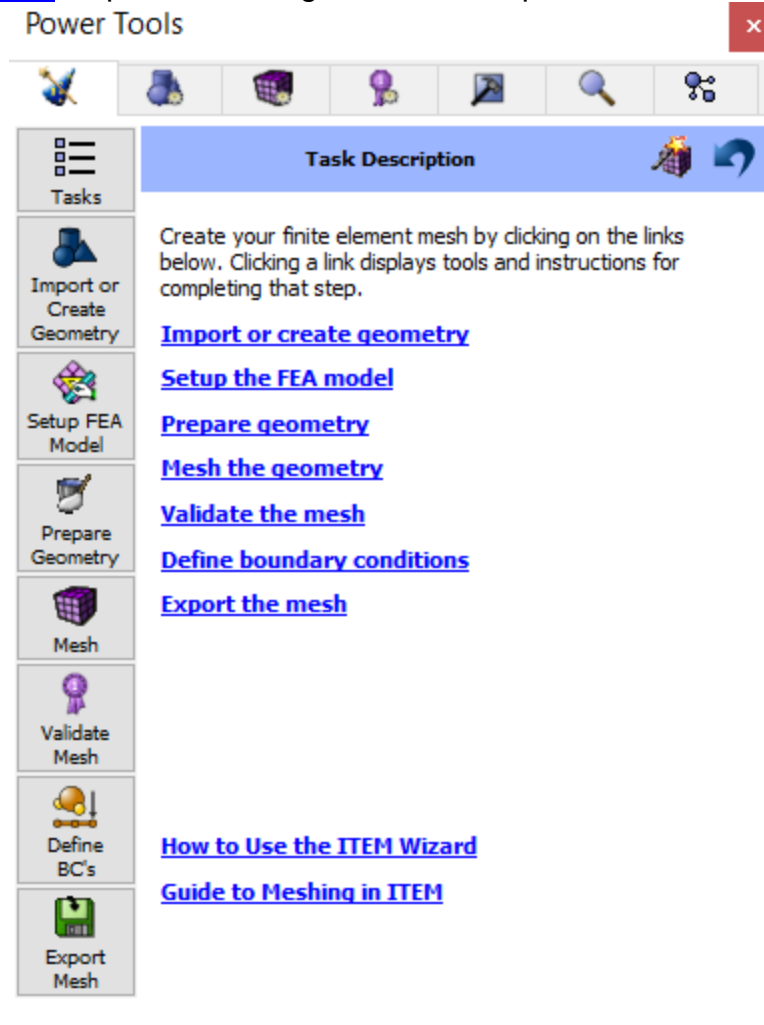 Power Tools
Task Description
Tasks
Import or
Create
Geometry
Setup FEA
Model
Prepare
Geometry
Mesh
Validate
Mesh
Define
BC's
Export
Mesh
Create your finite element mesh by clicking on the links
below. Clicking a link displays tools and instructions for
completing that step.
Import or create geometry
Setup the FEA model
Prepare geometry
Mesh the geometry
Validate the mesh
Define boundary conditions
Export the mesh
How to Use the ITEM Wizard
Guide to Meshing in ITEM